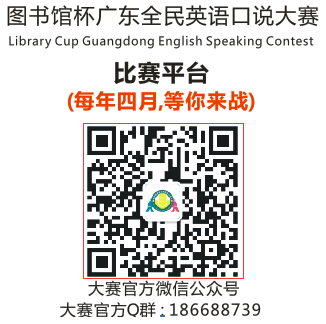 图书馆杯广东全民英语口说大赛
Library Cup Guangdong English Speaking Contest
比赛平台
(每年四月,等你来战)
大赛官方微信公众号
大赛官方Q群:186688739